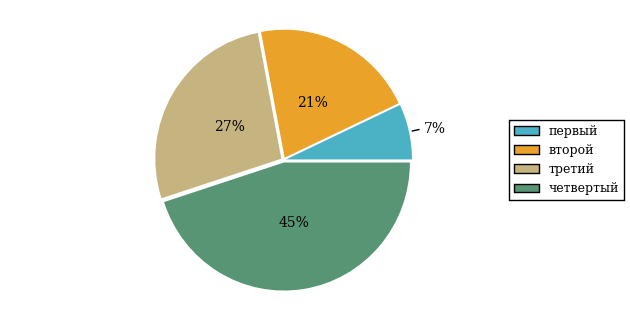 21%
27%
7%
45%
первый
второй
третий
четвертый